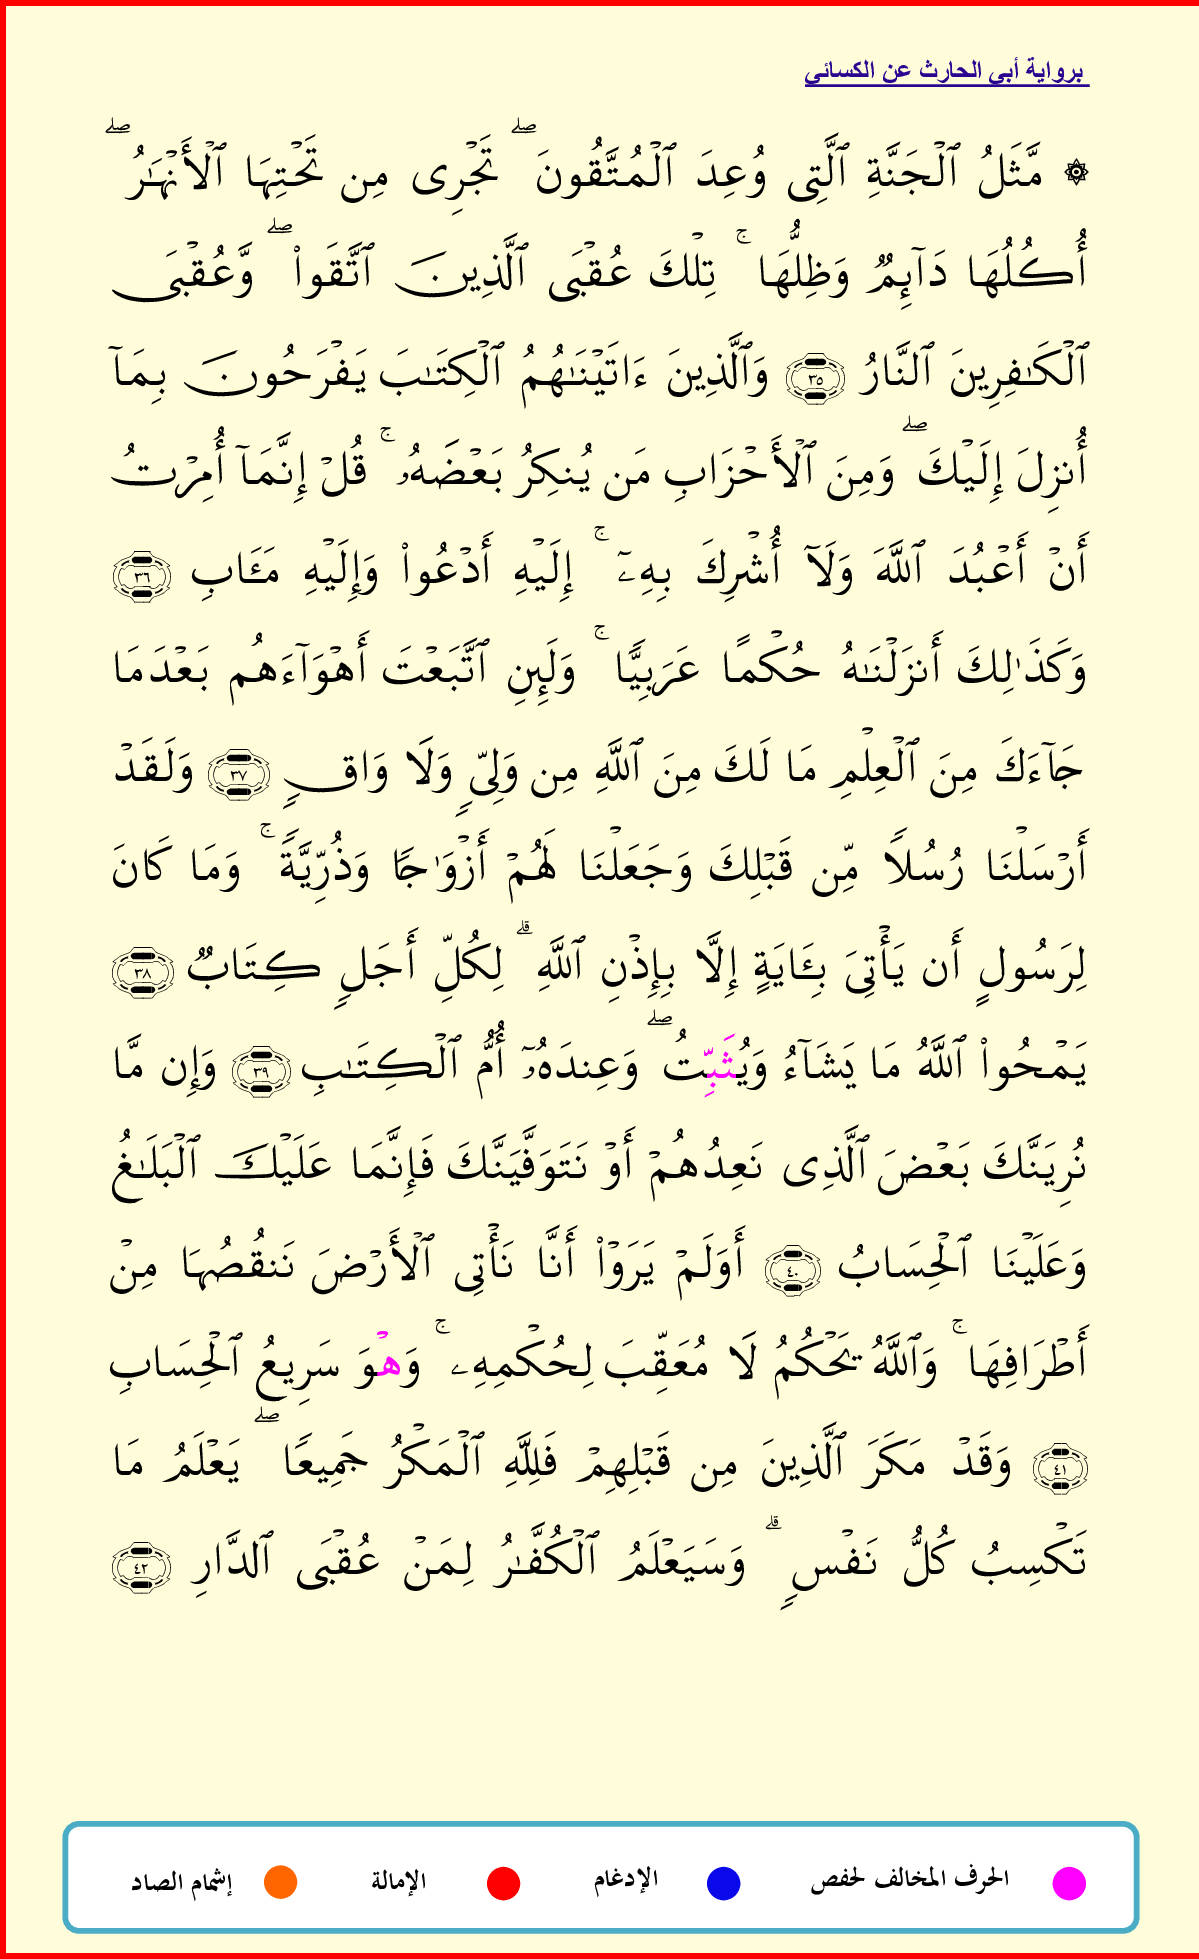 برواية أبي الحارث عن الكسائي
۞ مَّثَلُ ٱلْجَنَّةِ ٱلَّتِى وُعِدَ ٱلْمُتَّقُونَ ۖ تَجْرِى مِن تَحْتِهَا ٱلْأَنْهَٰرُ ۖ
أُكُلُهَا دَآئِمٌ وَظِلُّهَا ۚ تِلْكَ عُقْبَى ٱلَّذِينَ ٱتَّقَوا۟ ۖ وَّعُقْبَى
ٱلْكَٰفِرِينَ ٱلنَّارُ ٣٥ وَٱلَّذِينَ ءَاتَيْنَٰهُمُ ٱلْكِتَٰبَ يَفْرَحُونَ بِمَآ
أُنزِلَ إِلَيْكَ ۖ وَمِنَ ٱلْأَحْزَابِ مَن يُنكِرُ بَعْضَهُۥ ۚ قُلْ إِنَّمَآ أُمِرْتُ
أَنْ أَعْبُدَ ٱللَّهَ وَلَآ أُشْرِكَ بِهِۦٓ ۚ إِلَيْهِ أَدْعُوا۟ وَإِلَيْهِ مَـَٔابِ ٣٦
وَكَذَٰلِكَ أَنزَلْنَٰهُ حُكْمًا عَرَبِيًّا ۚ وَلَئِنِ ٱتَّبَعْتَ أَهْوَآءَهُم بَعْدَمَا
جَآءَكَ مِنَ ٱلْعِلْمِ مَا لَكَ مِنَ ٱللَّهِ مِن وَلِىٍّ وَلَا وَاقٍ ٣٧ وَلَقَدْ
أَرْسَلْنَا رُسُلًا مِّن قَبْلِكَ وَجَعَلْنَا لَهُمْ أَزْوَٰجًا وَذُرِّيَّةً ۚ وَمَا كَانَ
لِرَسُولٍ أَن يَأْتِىَ بِـَٔايَةٍ إِلَّا بِإِذْنِ ٱللَّهِ ۗ لِكُلِّ أَجَلٍ كِتَابٌ ٣٨
يَمْحُوا۟ ٱللَّهُ مَا يَشَآءُ وَيُثَبِّتُ ۖ وَعِندَهُۥٓ أُمُّ ٱلْكِتَٰبِ ٣٩ وَإِن مَّا
نُرِيَنَّكَ بَعْضَ ٱلَّذِى نَعِدُهُمْ أَوْ نَتَوَفَّيَنَّكَ فَإِنَّمَا عَلَيْكَ ٱلْبَلَٰغُ
وَعَلَيْنَا ٱلْحِسَابُ ٤٠ أَوَلَمْ يَرَوْا۟ أَنَّا نَأْتِى ٱلْأَرْضَ نَنقُصُهَا مِنْ
أَطْرَافِهَا ۚ وَٱللَّهُ يَحْكُمُ لَا مُعَقِّبَ لِحُكْمِهِۦ ۚ وَهْوَ سَرِيعُ ٱلْحِسَابِ
٤١ وَقَدْ مَكَرَ ٱلَّذِينَ مِن قَبْلِهِمْ فَلِلَّهِ ٱلْمَكْرُ جَمِيعًا ۖ يَعْلَمُ مَا
تَكْسِبُ كُلُّ نَفْسٍ ۗ وَسَيَعْلَمُ ٱلْكُفَّٰرُ لِمَنْ عُقْبَى ٱلدَّارِ ٤٢
الحرف المخالف لحفص الإدغام الإمالة إشمام الصاد